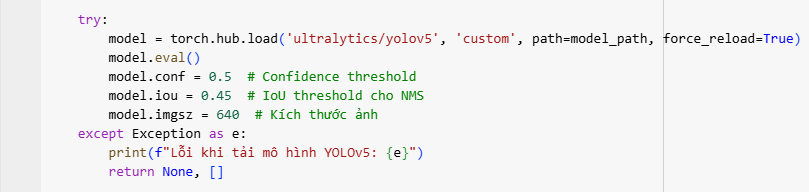 try:
model = torch.hub.load('ultralytics/yolov5', 'custom', path=model_path, force_reload=True)
model.eval()
model.conf = 0.5  # Confidence threshold
model.iou = 0.45  # IoU threshold cho NMS
model.imgsz = 640  # Kích thước ảnh
except Exception as e:
print(f"Lỗi khi tải mô hình YOLOv5: {e}")
return None, []